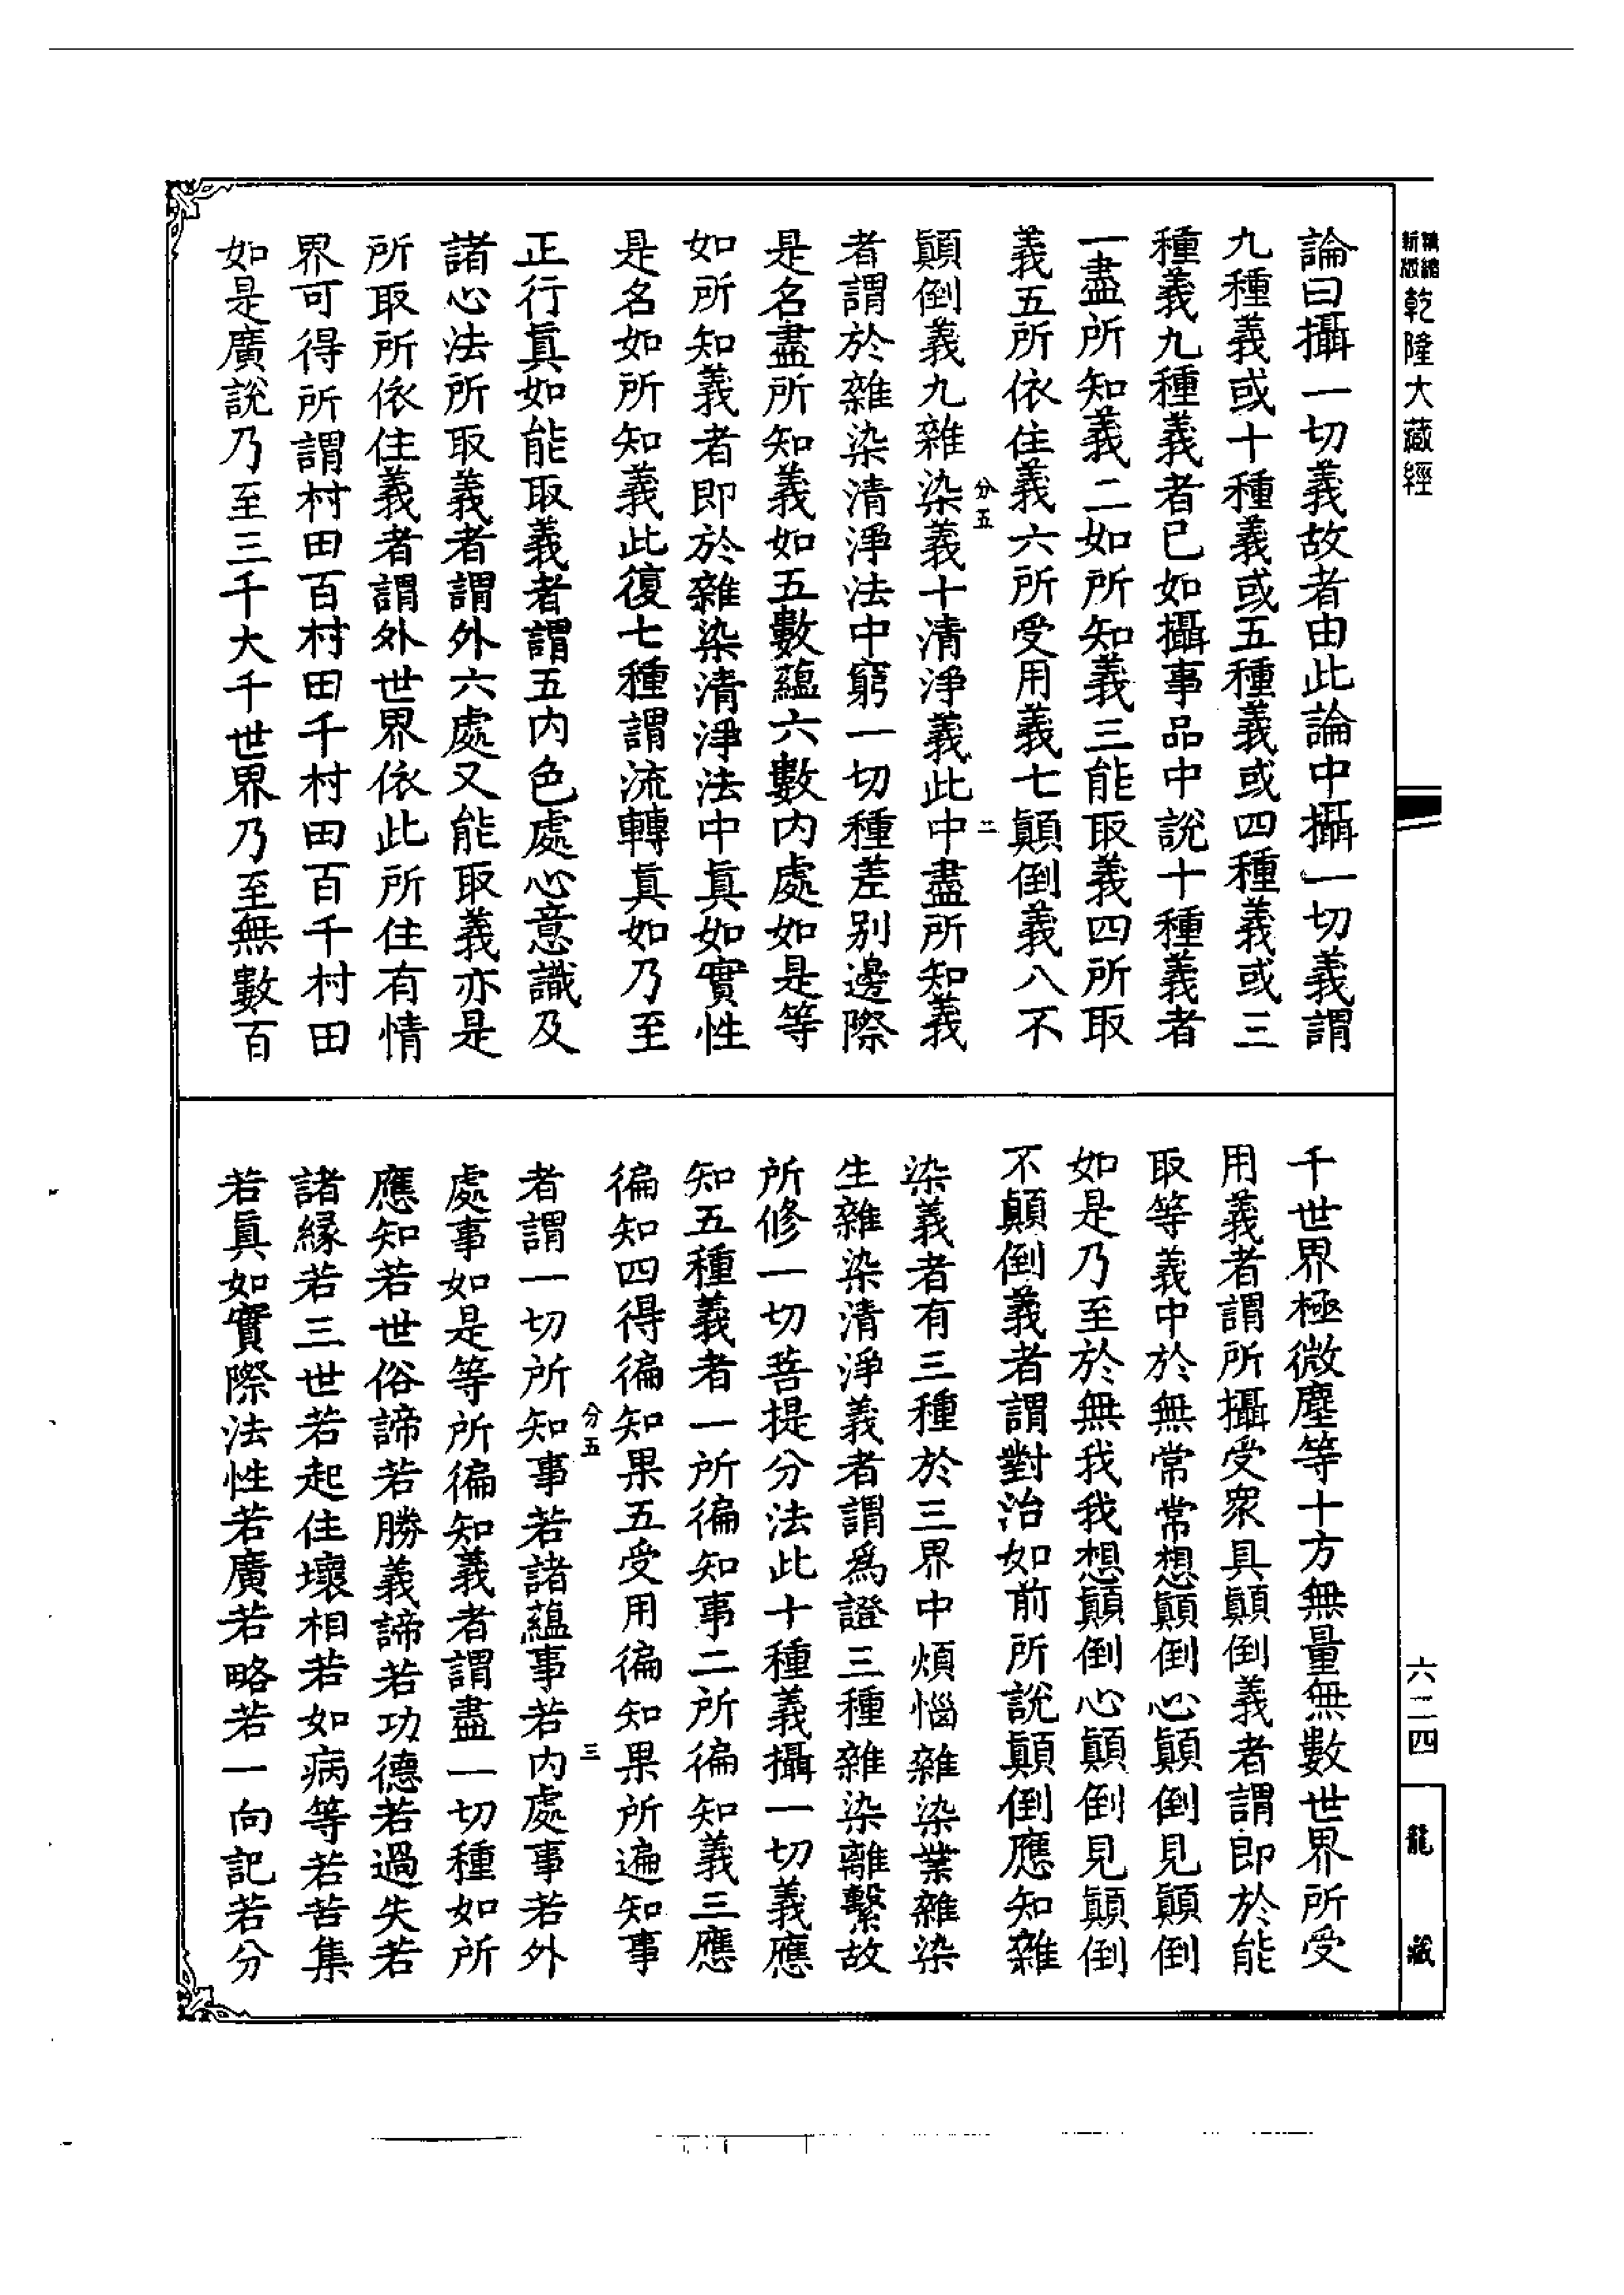 精縮
新版
乾隆大藏經
論曰攝一切義故者由此論中攝一切義謂
九種義或十種義或五種義或四種義或三
種義九種義者已如攝事品中說十種義者
一盡所知義二如所知義三能取義四所取
義五所依住義六所受用義七顛倒義八不
分五
二
顛倒義九雜染義十清淨義此中盡所知義
者謂於雜染清淨法中窮一切種差别邊際
是名盡所知義如五數蘊六數內處如是等
如所知義者即於雜染清淨法中眞如實性
是名如所知義此復七種謂流轉眞如乃至
正行眞如能取義者謂五內色處心意識及
諸心法所取義者謂外六處又能取義亦是
所取所依住義者謂外世界依此所住有情
界可得所謂村田百村田千村田百千村田
如是廣說乃至三千大千世界乃至無數百
千世界極微塵等十方無量無數世界所受
用義者謂所攝受衆具顛倒義者謂即於能
取等義中於無常常想顛倒心顛倒見顛倒
如是乃至於無我我想顛倒心顛倒見顛倒
不顛倒義者謂對治如前所說顛倒應知雜
染義者有三種於三界中煩惱雜染業雜染
生雜染清淨義者謂爲證三種雜染離繫故
所修一切菩提分法此十種義攝一切義應
知五種義者一所徧知事二所徧知義三應
徧知四得徧知果五受用徧知果所遍知事
分五
三
者謂一切所知事若諸蘊事若內處事若外
處事如是等所徧知義者謂盡一切種如所
應知若世俗諦若勝義諦若功德若過失若
諸緣若三世若起住壞相若如病等若苦集
若眞如實際法性若廣若略若一向記若分
六二四
龍
藏